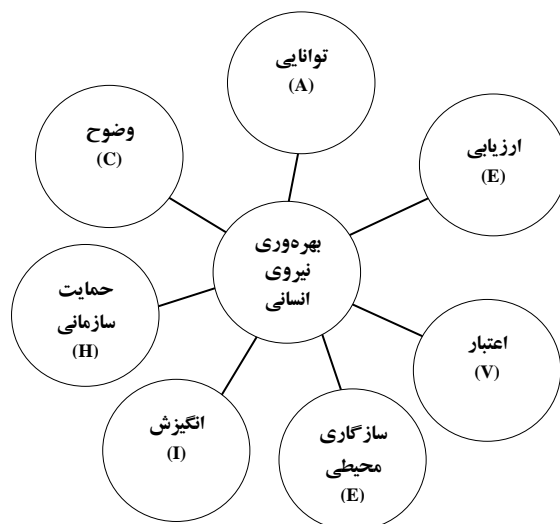 توانایی
(A)
وضوح
(C)
ارزیابی
(E)
بهره‌وری
نیروی
انسانی
حمایت
سازمانی
(H)
اعتبار
(V)
انگیزش
(I)
سازگاری
محیطی
(E)